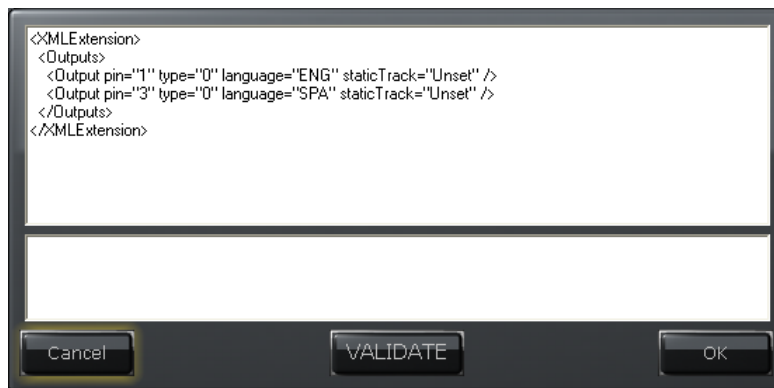 <XMLExtension>
<Outputs>
<Output pin="1" type="0" language="ENG" staticTrack="Unset" />
<Output pin="3" type="0" language="SPA" staticTrack="Unset" />
</Outputs>
</XMLExtension>
Cancel
VALIDATE
OK